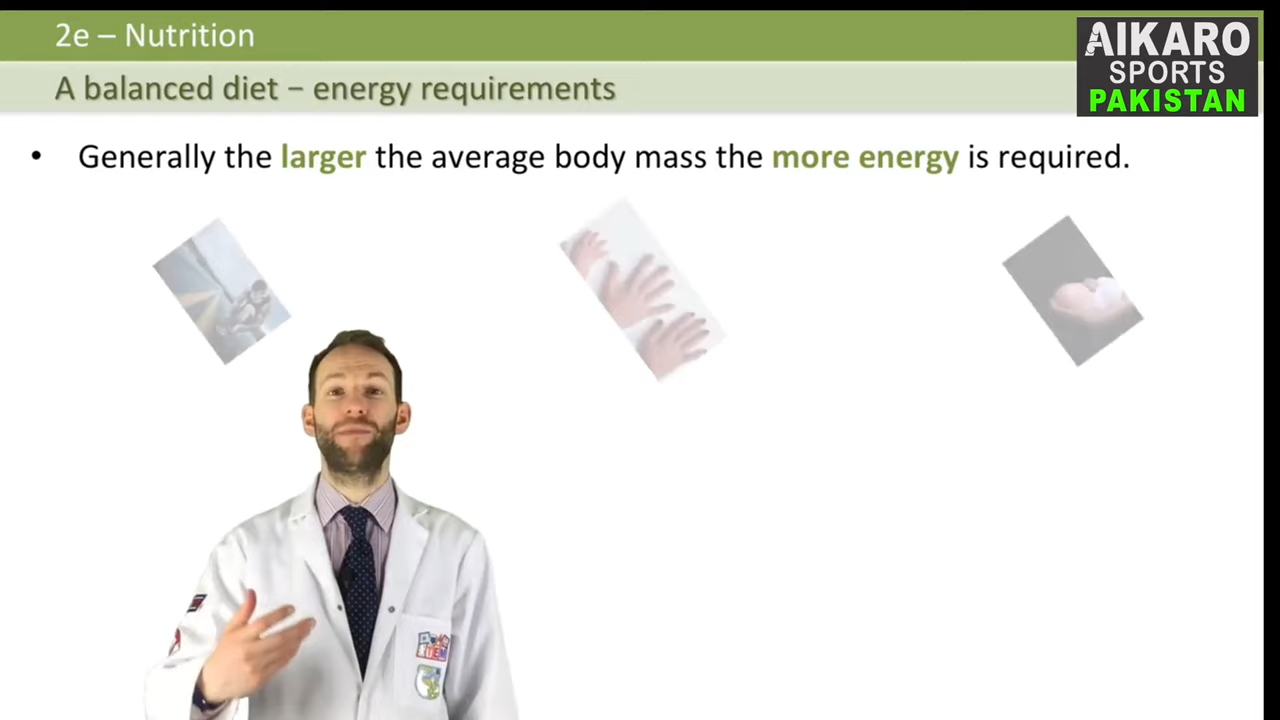 2e – Nutrition
A balanced diet – energy requirements
AIKARO
SPORTS
PAKISTAN
• Generally the larger the average body mass the more energy is required.